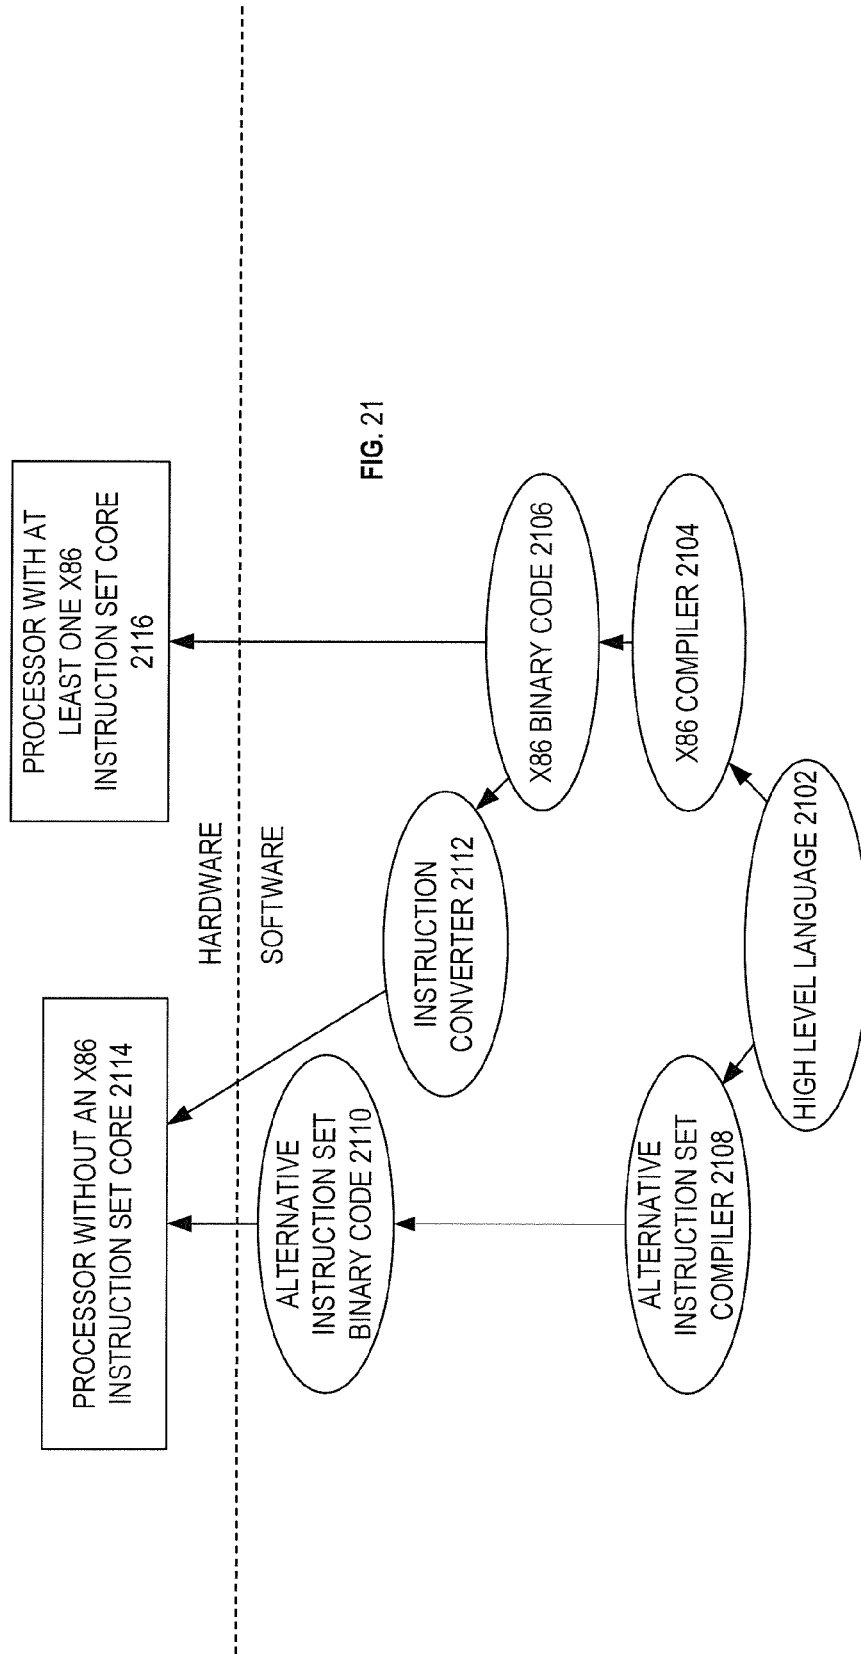 PROCESSOR WITHOUT AN X86
INSTRUCTION SET CORE 2114
PROCESSOR WITH AT
LEAST ONE X86
INSTRUCTION SET CORE
2116
HARDWARE
SOFTWARE
ALTERNATIVE
INSTRUCTION SET
BINARY CODE 2110
INSTRUCTION
CONVERTER 2112
FIG. 21
X86 BINARY CODE 2106
ALTERNATIVE
INSTRUCTION SET
COMPILER 2108
X86 COMPILER 2104
HIGH LEVEL LANGUAGE 2102